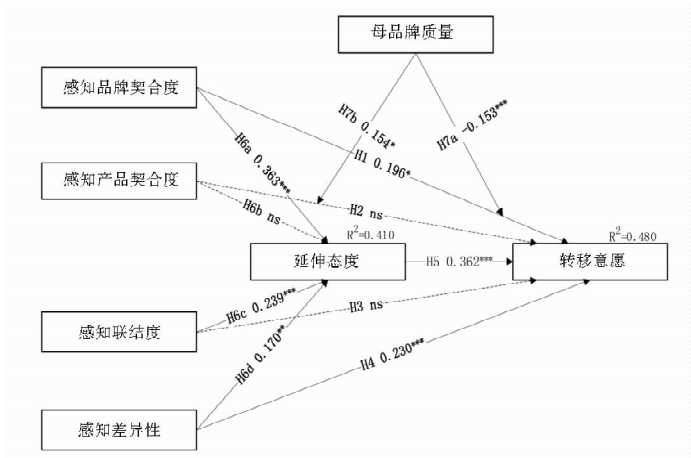 母品牌质量
感知品牌契合度
H7b 0.154*
H7a -0.153***
H6a 0.363***
H1 0.196*
感知产品契合度
H6b ns
H2 ns
R²=0.410
R²=0.480
延伸态度
H5 0.362***
转移意愿
H6c 0.239***
H3 ns
感知联结度
H6d 0.170**
H4 0.230***
感知差异性